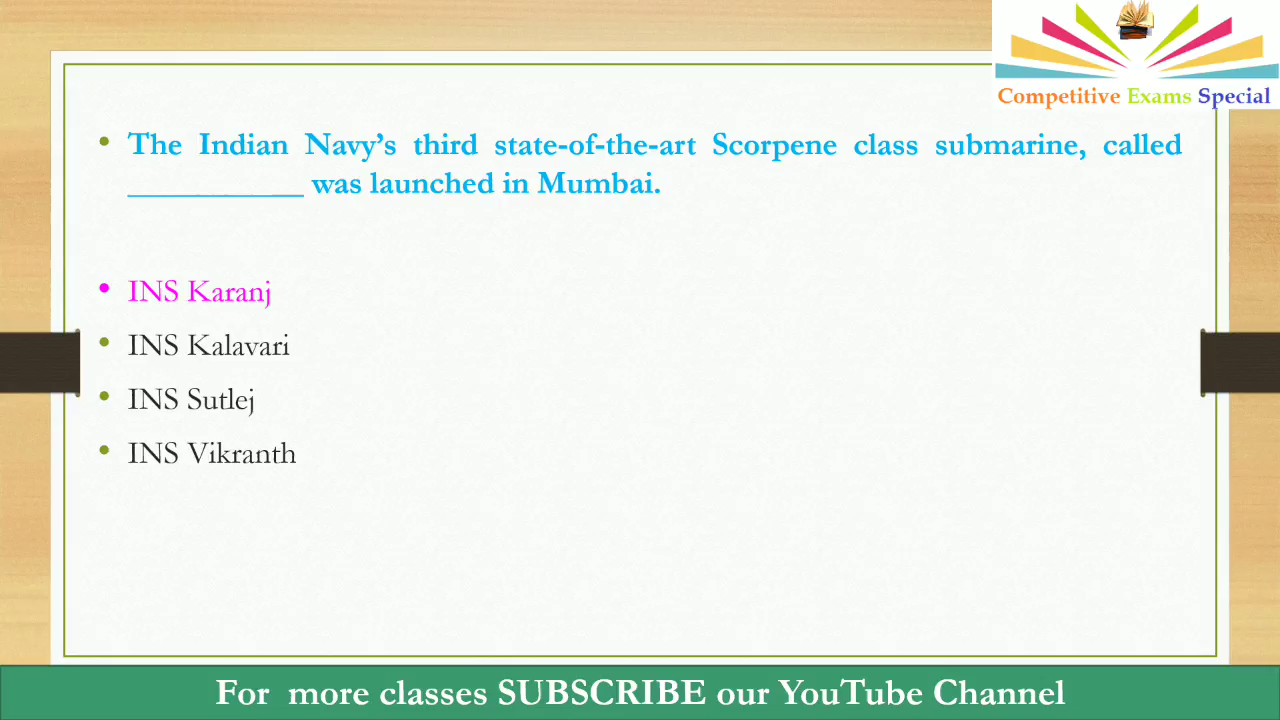 Competitive Exams Special
• The Indian Navy’s third state-of-the-art Scorpene class submarine, called
___________ was launched in Mumbai.
• INS Karanj
• INS Kalavari
• INS Sutlej
• INS Vikranth
For more classes SUBSCRIBE our YouTube Channel